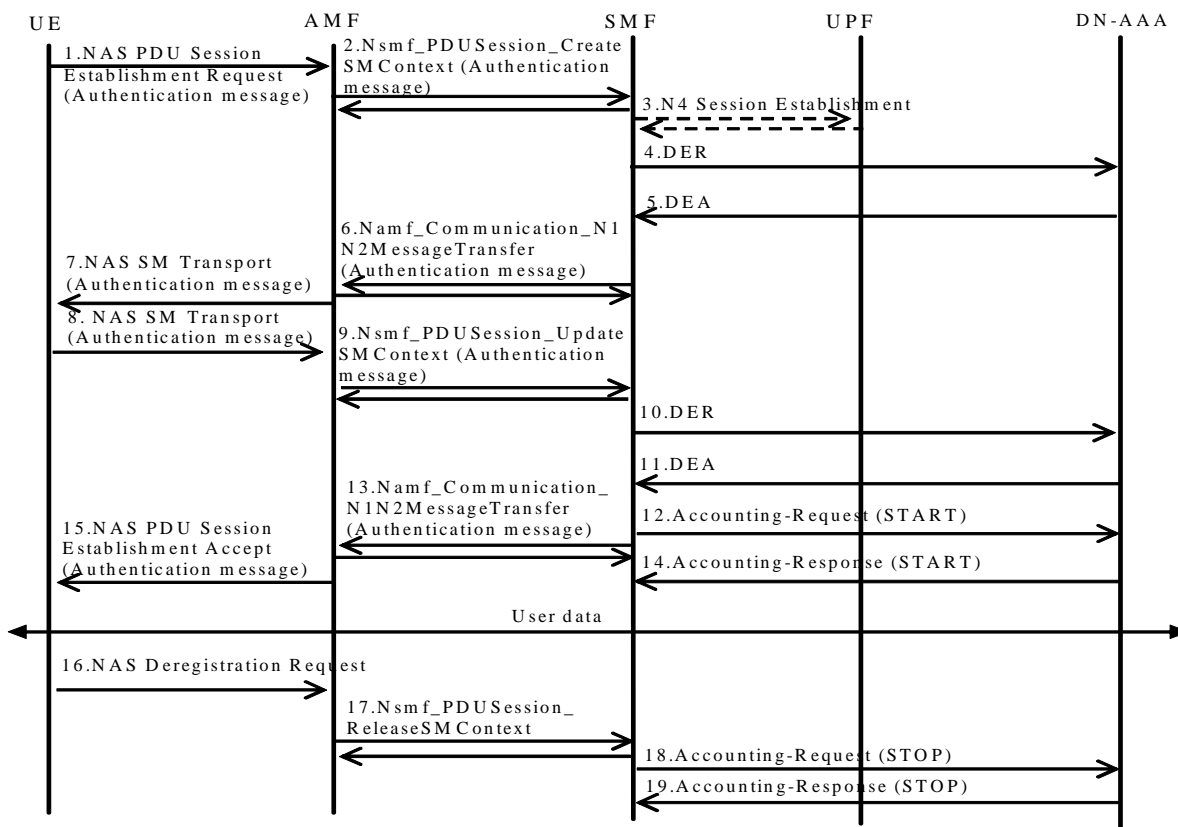 UE
AMF
SMF
UPF
DN-AAA
1.NAS PDU Session
Establishment Request
(Authentication message)
2.Nsmf_PDUSession_Create
SMContext (Authentication
message)
3.N4 Session Establishment
4.DER
5.DEA
6.Namf_Communication_N1
N2MessageTransfer
(Authentication message)
7.NAS SM Transport
(Authentication message)
8. NAS SM Transport
(Authentication message)
9.Nsmf_PDUSession_Update
SMContext (Authentication
message)
10.DER
11.DEA
12.Accounting-Request (START)
13.Namf_Communication_
N1N2MessageTransfer
(Authentication message)
14.Accounting-Response (START)
15.NAS PDU Session
Establishment Accept
(Authentication message)
User data
16.NAS Deregistration Request
17.Nsmf_PDUSession_
ReleaseSMContext
18.Accounting-Request (STOP)
19.Accounting-Response (STOP)